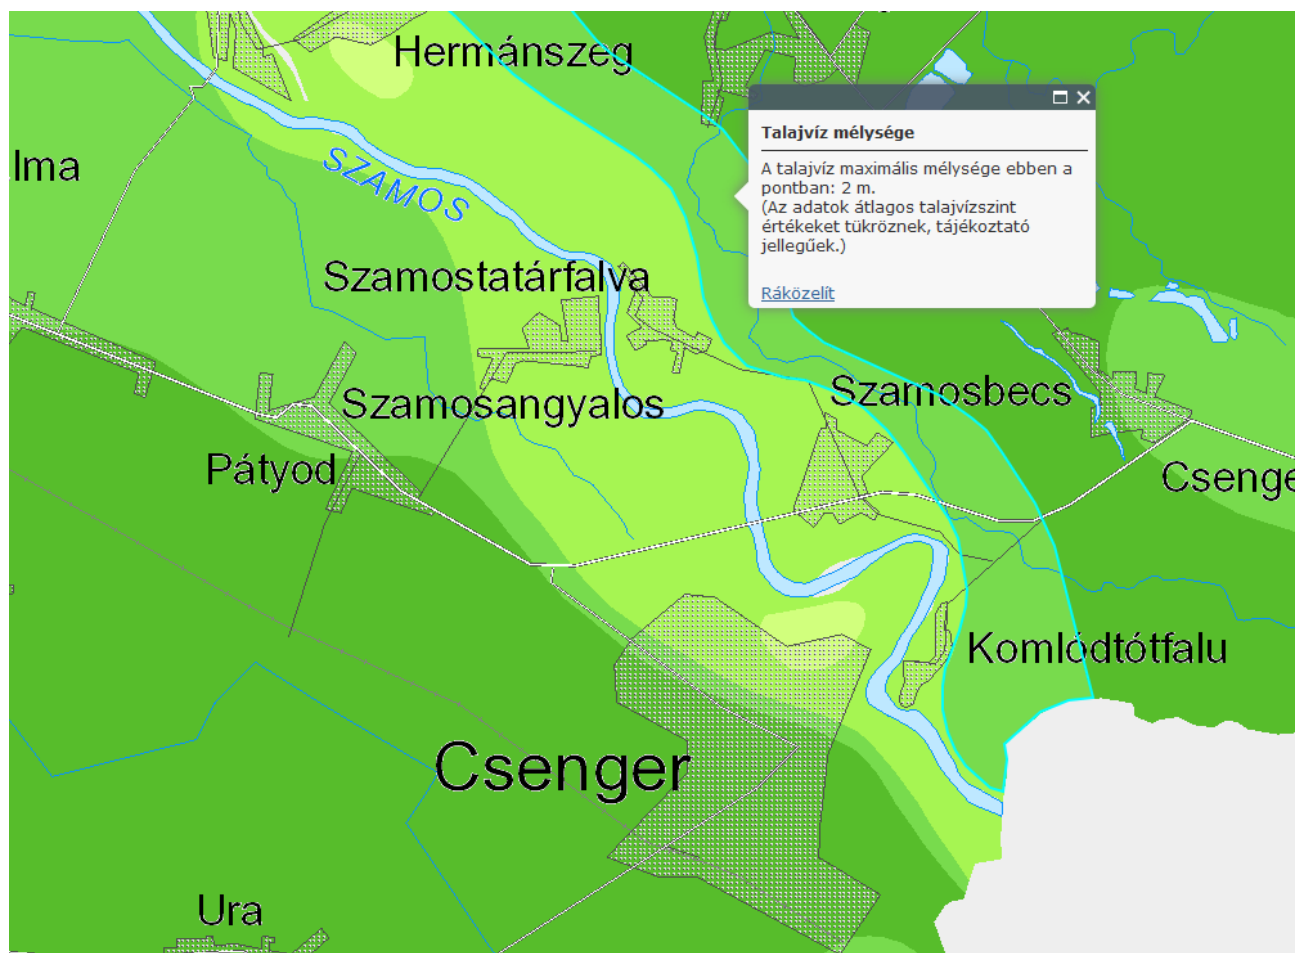 Hermánszeg
Talajvíz mélysége
A talajvíz maximális mélysége ebben a
pontban: 2 m.
(Az adatok átlagos talajvízszint
értékeket tükröznek, tájékoztató
jellegűek.)
Ráközelít
lma
SZAMOS
Szamostatárfalva
Szamosangyalos
Szamosbecs
Pátyod
Csenge
Komlódtótfalu
Csenger
Ura